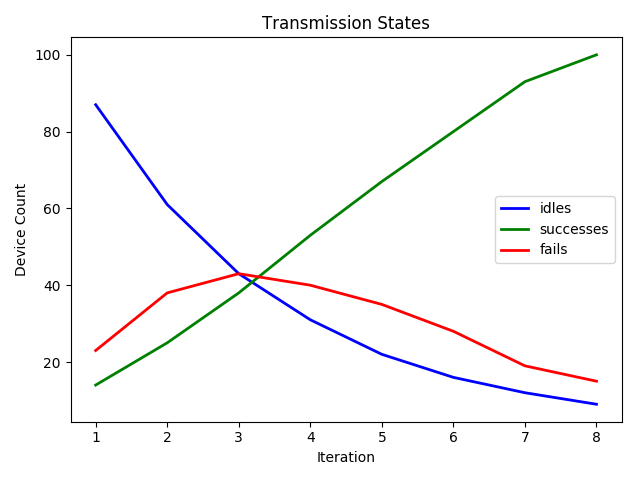 Transmission States
100
80
60
40
20
Device Count
idles
successes
fails
1 2 3 4 5 6 7 8
Iteration